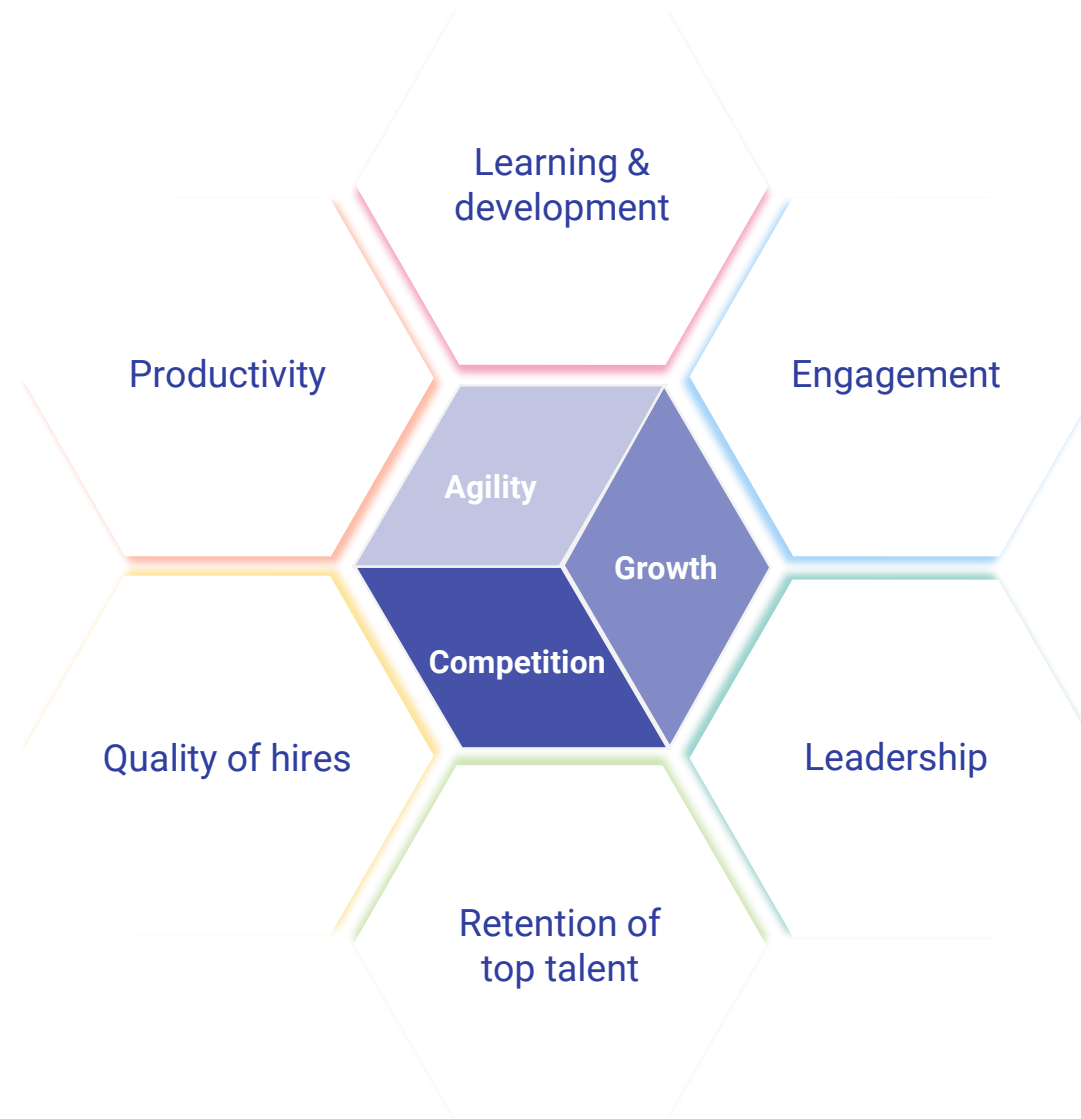 Learning &
development
Productivity
Engagement
Agility
Growth
Competition
Quality of hires
Leadership
Retention of
top talent